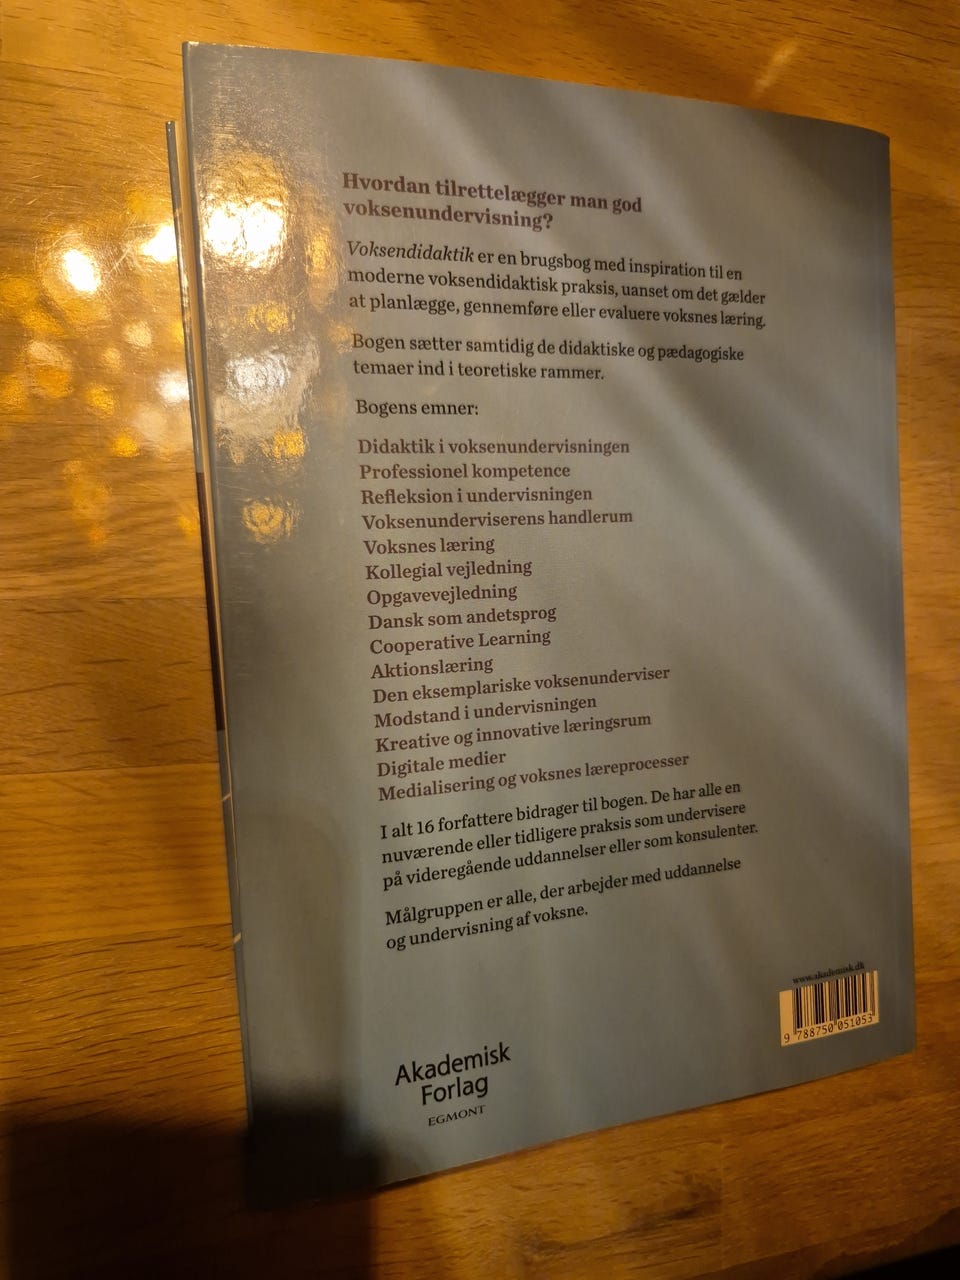 Hvordan tilrettelægger man god
voksenundervisning?
Voksendidaktik er en brugsbog med inspiration til en
moderne voksendidaktisk praksis, uanset om det gælder
at planlægge, gennemføre eller evaluere voksnes læring.
Bogen sætter samtidig de didaktiske og pædagogiske
temaer ind i teoretiske rammer.
Bogens emner:
Didaktik i voksenundervisningen
Professionel kompetence
Refleksion i undervisningen
Voksenunderviserens handlerum
Voksnes læring
Kollegial vejledning
Opgavevejledning
Dansk som andetsprog
Cooperative Learning
Aktionslæring
Den eksemplariske voksenunderviser
Modstand i undervisningen
Kreative og innovative læringsrum
Digitale medier
Medialisering og voksnes læreprocesser
I alt 16 forfattere bidrager til bogen. De har alle en
nuværende eller tidligere praksis som undervisere
på videregående uddannelser eller som konsulenter.
Målgruppen er alle, der arbejder med uddannelse
og undervisning af voksne.
www.akademisk.dk
9 788750 051053
Akademisk
Forlag
EGMONT